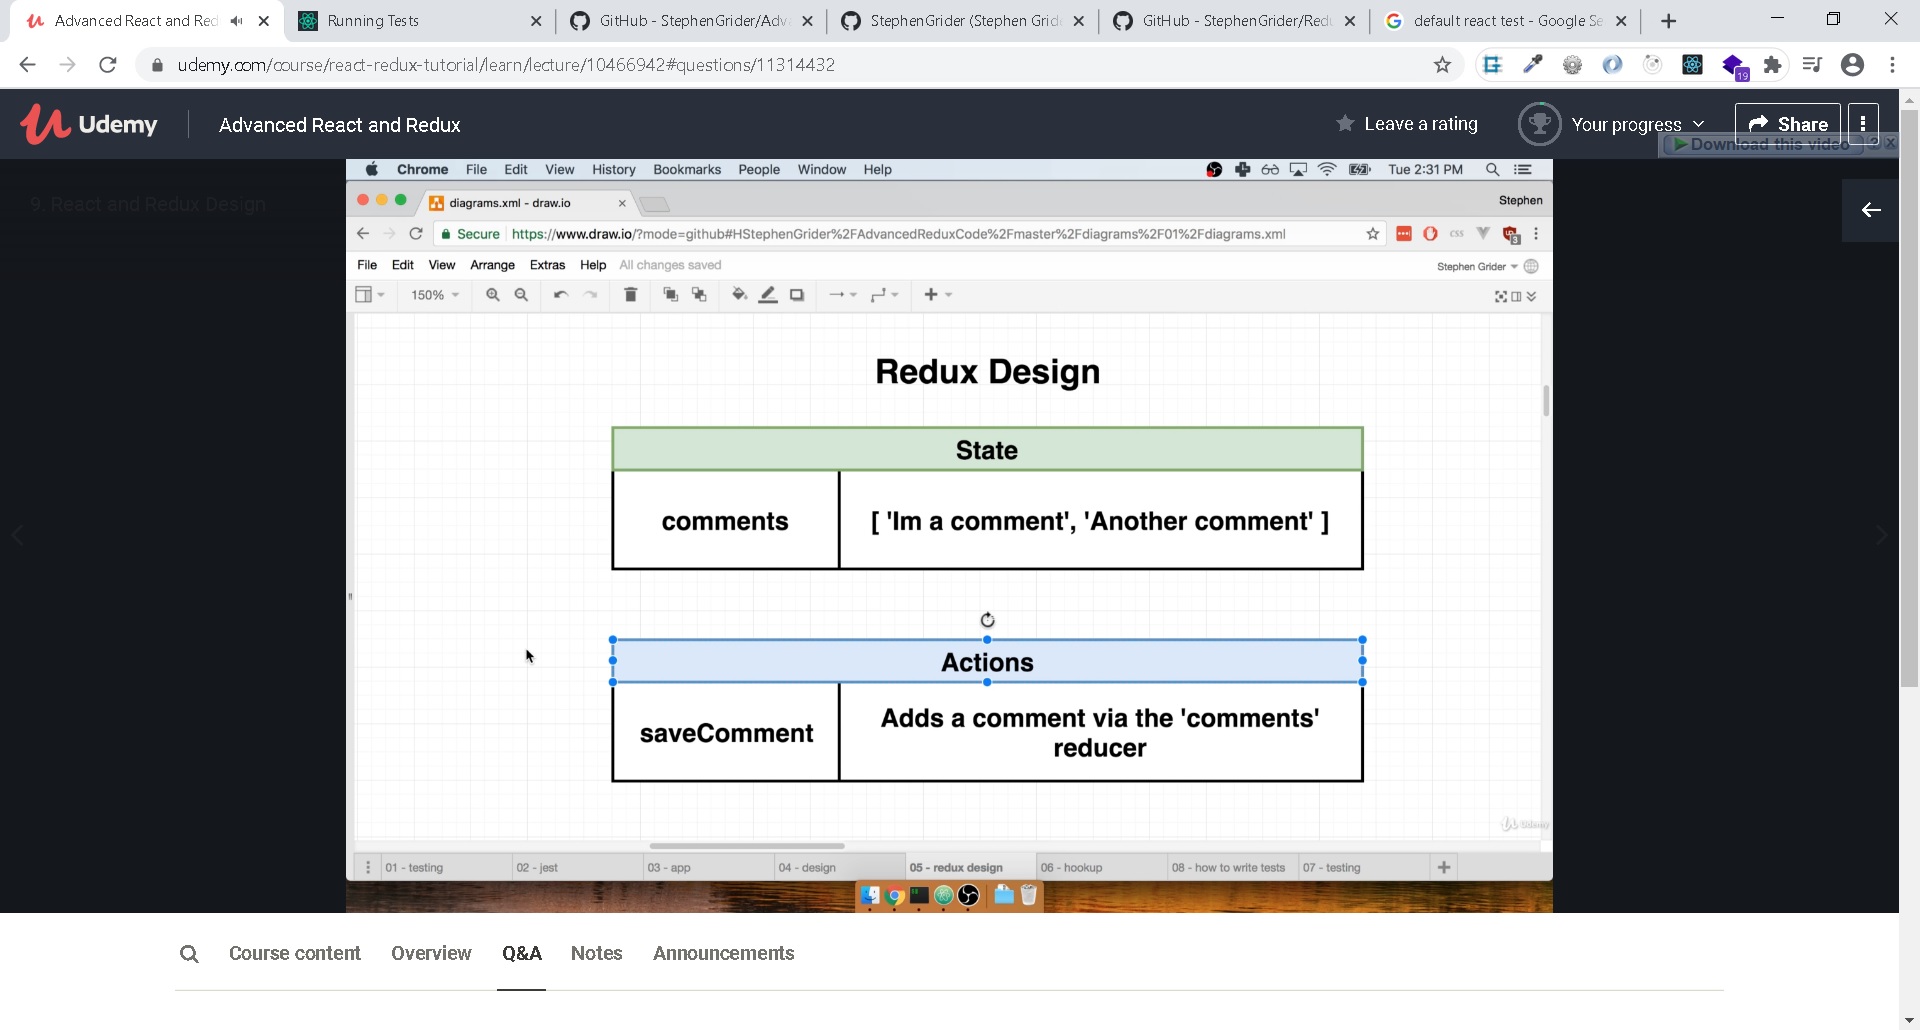 Advanced React and Red
Running Tests
GitHub - StephenGrider/Adv
StephenGrider (Stephen Gride
GitHub - StephenGrider/Redu
default react test - Google Se
udemy.com/course/react-redux-tutorial/learn/lecture/10466942#questions/11314432
19
Udemy
Advanced React and Redux
Leave a rating
Your progress
Share
Download this video
? X
9. React and Redux Design
Chrome File Edit View History Bookmarks People Window Help
Tue 2:31 PM
diagrams.xml - draw.io
Stephen
Secure
https://www.draw.io/?mode=github#HStephenGrider%2FAdvancedReduxCode%2Fmaster%2Fdiagrams%2F01%2Fdiagrams.xml
css
3
File Edit View Arrange Extras Help All changes saved
Stephen Grider
150%
Redux Design
State
comments
[ 'Im a comment', 'Another comment' ]
Actions
saveComment
Adds a comment via the 'comments'
reducer
Udemy
01 - testing
02 - jest
03 - app
04 - design
05 - redux design
06 - hookup
08 - how to write tests
07 - testing
Course content
Overview
Q&A
Notes
Announcements